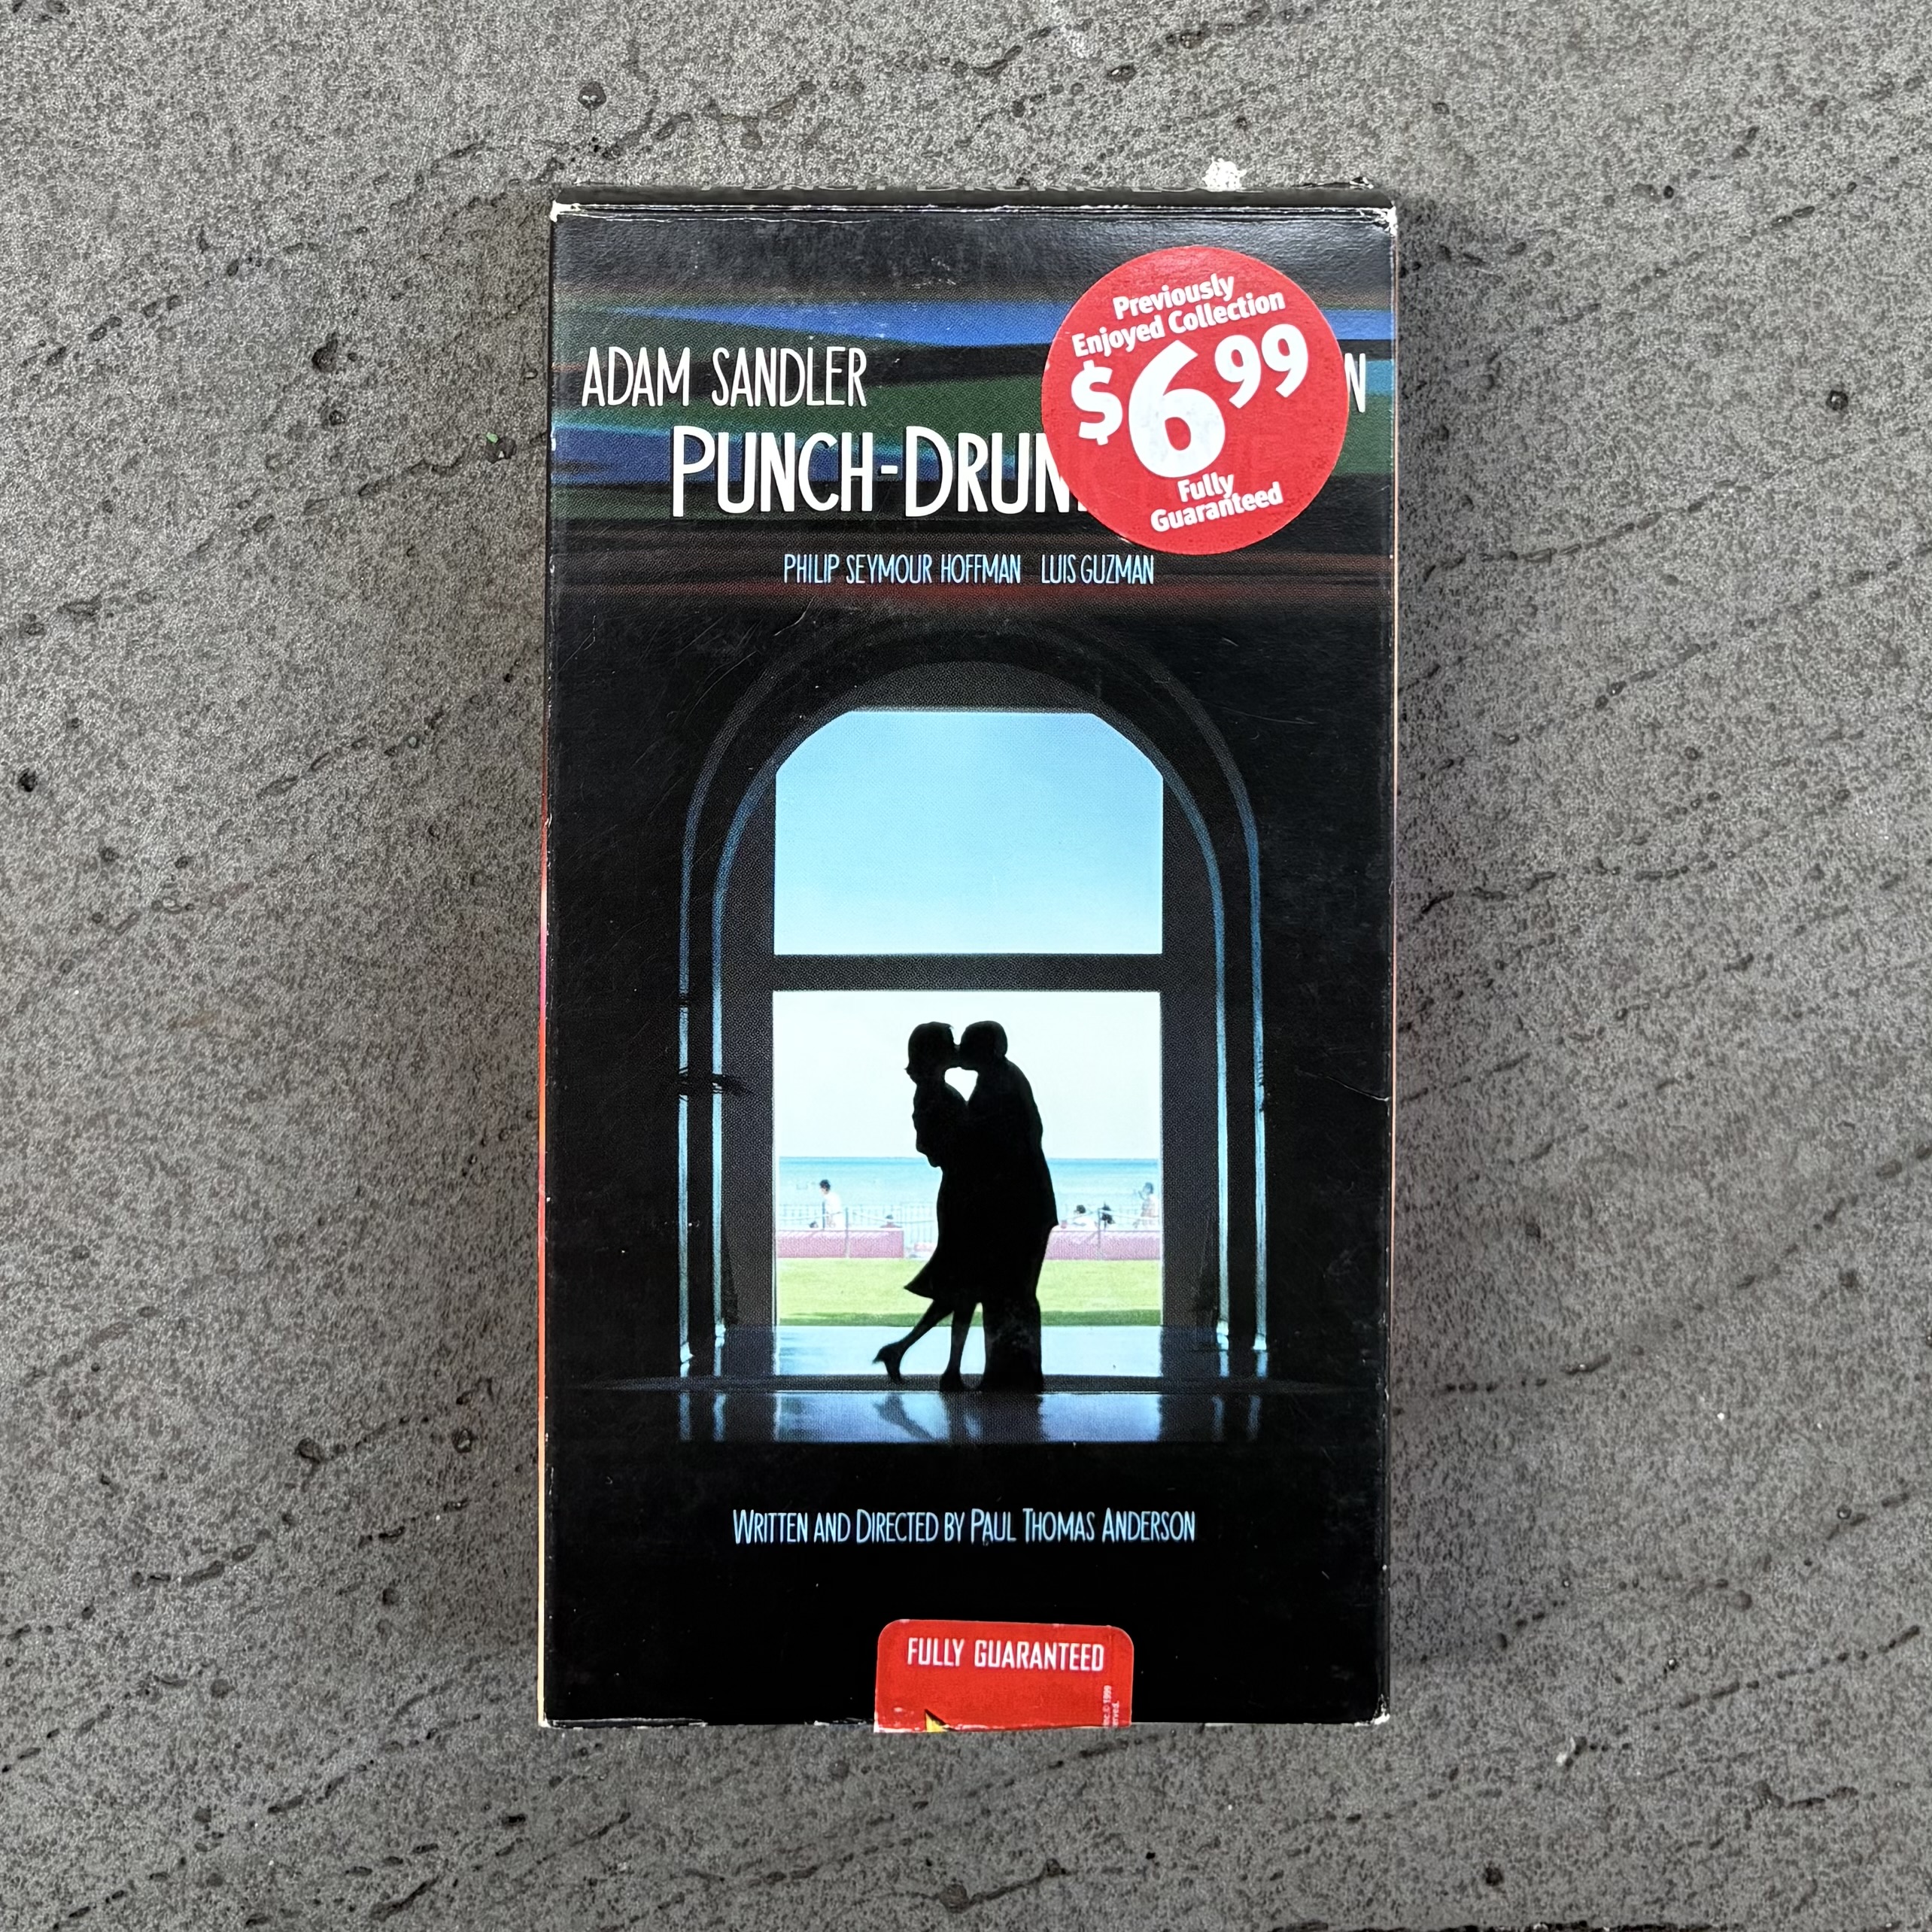 Previously
Enjoyed Collection
$6.99
Fully
Guaranteed
ADAM SANDLER
PUNCH-DRUN
PHILIP SEYMOUR HOFFMAN LUIS GUZMAN
WRITTEN AND DIRECTED BY PAUL THOMAS ANDERSON
FULLY GUARANTEED